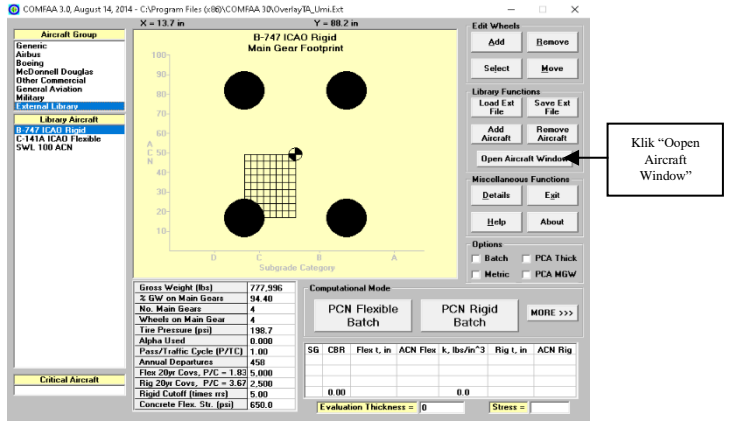 COMFAA 3.0, August 14, 2014 - C:\Program Files (x86)\COMFAA 30\OverlayTA_Umi.Ext
X = 13.7 in Y = 88.2 in
Aircraft Group
Generic
Airbus
Boeing
McDonnell Douglas
Other Commercial
General Aviation
Military
External Library
Library Aircraft
B-747 ICAO Rigid
C-141A ICAO Flexible
SWL 100 ACN
Critical Aircraft
B-747 ICAO Rigid
Main Gear Footprint
100
90
80
70
60
A
C 50
N
40
30
20
10
D C B A
Subgrade Category
Edit Wheels
Add Remove
Select Move
Library Functions
Load Ext File Save Ext File
Add Aircraft Remove Aircraft
Open Aircraft Window
Miscellaneous Functions
Details Exit
Help About
Options
Batch PCA Thick
Metric PCA MGW
Klik “Oopen
Aircraft
Window”
Gross Weight (lbs) 777,996
% GW on Main Gears 94.40
No. Main Gears 4
Wheels on Main Gear 4
Tire Pressure (psi) 198.7
Alpha Used 0.000
Pass/Traffic Cycle (P/TC) 1.00
Annual Departures 458
Flex 20yr Covs, P/C = 1.83 5,000
Rig 20yr Covs, P/C = 3.67 2,500
Rigid Cutoff (times rrs) 5.00
Concrete Flex. Str. (psi) 650.0
Computational Mode
PCN Flexible
Batch
PCN Rigid
Batch
MORE >>>
SG CBR Flex t, in ACN Flex k, lbs/in^3 Rig t, in ACN Rig
0.00 0.0
Evaluation Thickness = 0 Stress =